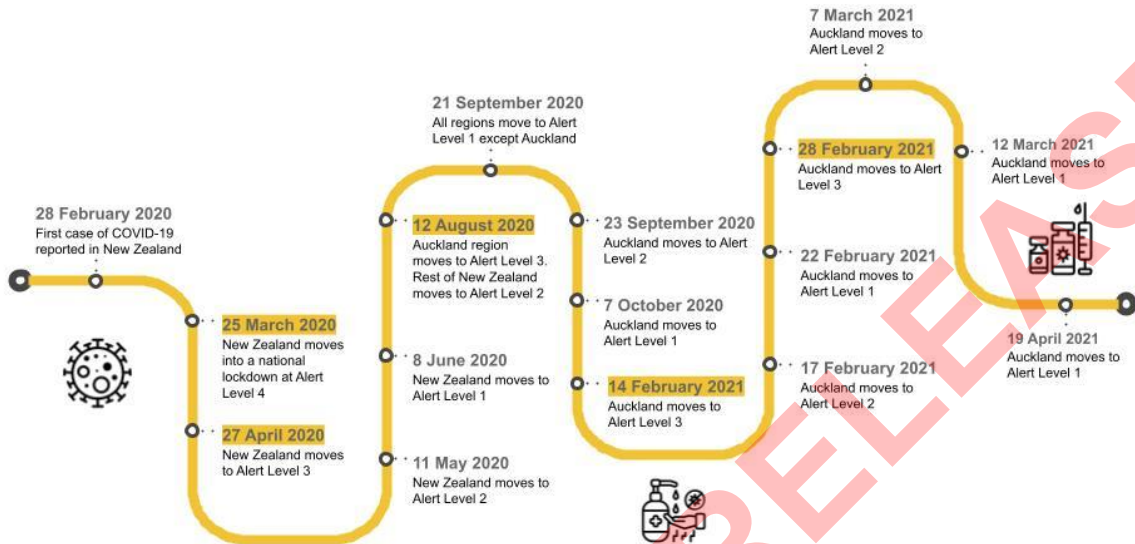 28 February 2020
First case of COVID-19
reported in New Zealand
25 March 2020
New Zealand moves
into a national
lockdown at Alert
Level 4
27 April 2020
New Zealand moves
to Alert Level 3
11 May 2020
New Zealand moves to
Alert Level 2
8 June 2020
New Zealand moves to
Alert Level 1
12 August 2020
Auckland region
moves to Alert Level 3.
Rest of New Zealand
moves to Alert Level 2
21 September 2020
All regions move to Alert
Level 1 except Auckland
23 September 2020
Auckland moves to Alert
Level 2
7 October 2020
Auckland moves to
Alert Level 1
14 February 2021
Auckland moves to
Alert Level 3
17 February 2021
Auckland moves to
Alert Level 2
22 February 2021
Auckland moves to
Alert Level 1
28 February 2021
Auckland moves to Alert
Level 3
7 March 2021
Auckland moves to
Alert Level 2
12 March 2021
Auckland moves to
Alert Level 1
19 April 2021
Auckland moves to
Alert Level 1
RELEAS